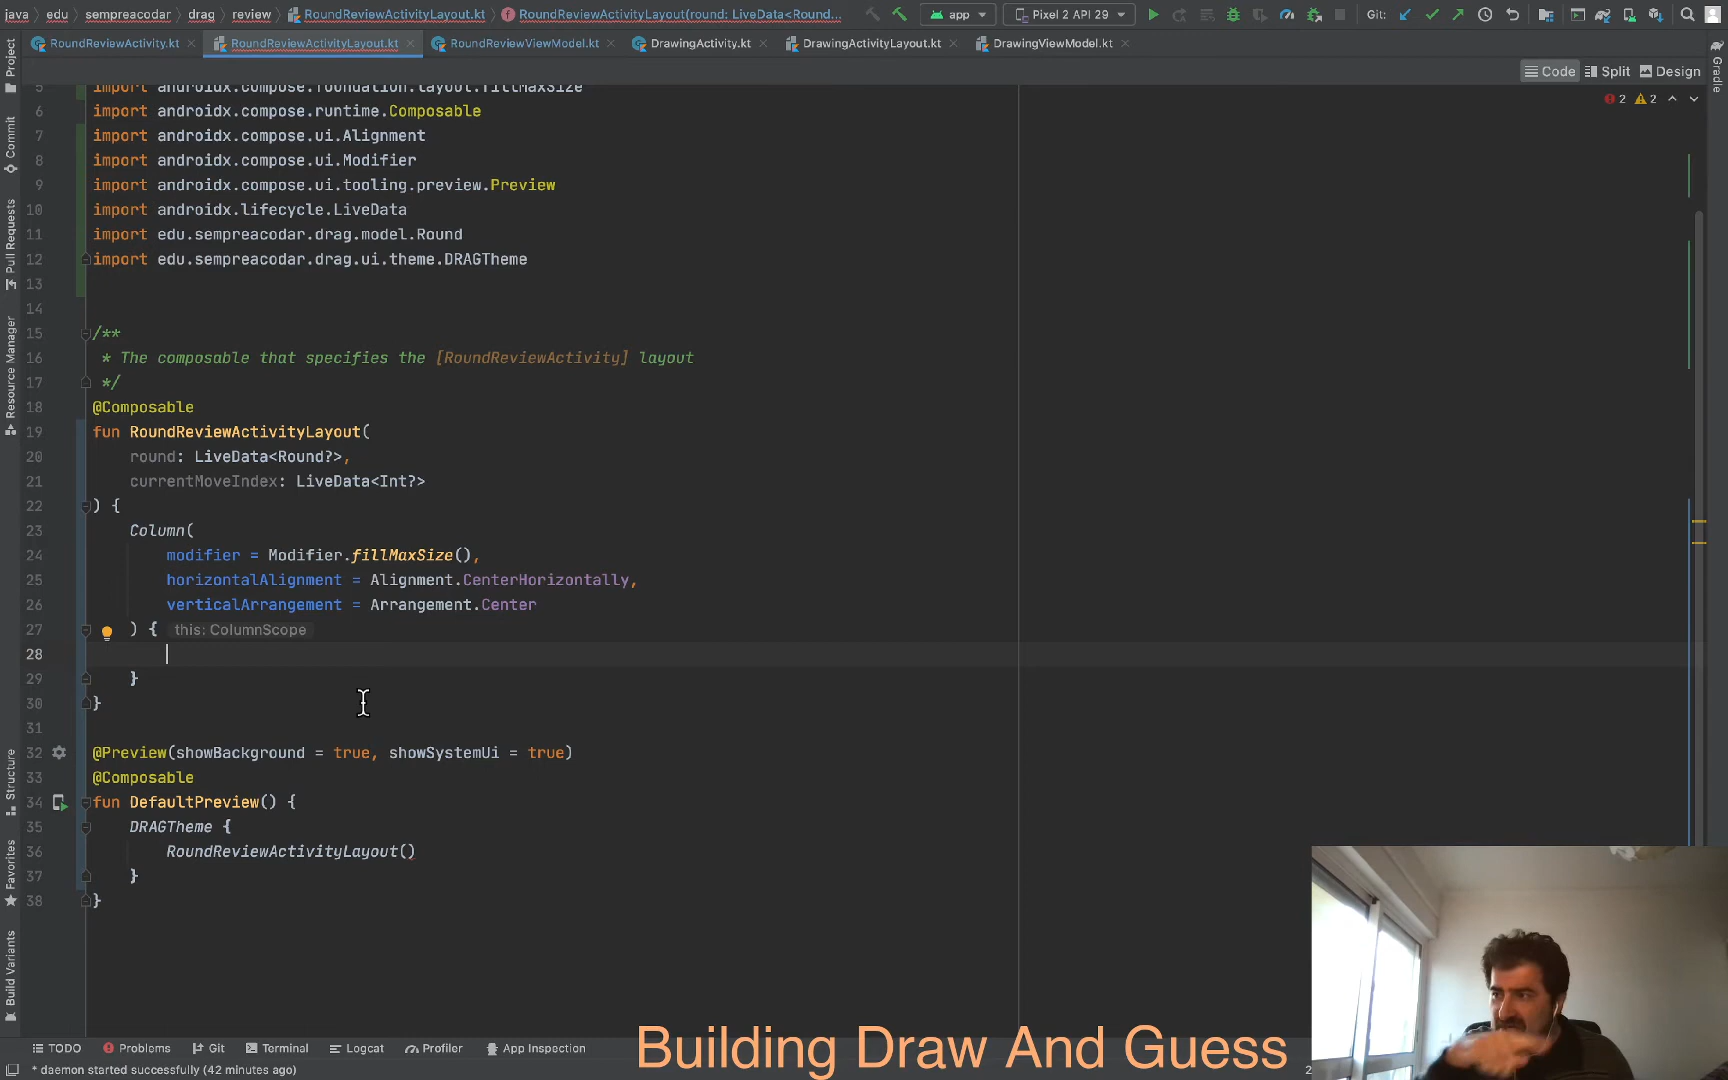 java edu sempreacodar drag review RoundReviewActivityLayout.kt RoundReviewActivityLayout(round: LiveData<Round... app Pixel 2 API 29 Git:
RoundReviewActivity.kt RoundReviewActivityLayout.kt RoundReviewViewModel.kt DrawingActivity.kt DrawingActivityLayout.kt DrawingViewModel.kt
Code Split Design
2 2
5 import androidx.compose.foundation.layout.fillMaxSize
6 import androidx.compose.runtime.Composable
7 import androidx.compose.ui.Alignment
8 import androidx.compose.ui.Modifier
9 import androidx.compose.ui.tooling.preview.Preview
10 import androidx.lifecycle.LiveData
11 import edu.sempreacodar.drag.model.Round
12 import edu.sempreacodar.drag.ui.theme.DRAGTheme
13
14
15 /**
16 * The composable that specifies the [RoundReviewActivity] layout
17 */
18 @Composable
19 fun RoundReviewActivityLayout(
20 round: LiveData<Round?>,
21 currentMoveIndex: LiveData<Int?>
22 ) {
23 Column(
24 modifier = Modifier.fillMaxSize(),
25 horizontalAlignment = Alignment.CenterHorizontally,
26 verticalArrangement = Arrangement.Center
27 ) { this: ColumnScope
28
29 }
30 }
31
32 @Preview(showBackground = true, showSystemUi = true)
33 @Composable
34 fun DefaultPreview() {
35 DRAGTheme {
36 RoundReviewActivityLayout()
37 }
38 }
Project
Commit
Pull Requests
Resource Manager
Structure
Favorites
Build Variants
Gradle
TODO Problems Git Terminal Logcat Profiler App Inspection
* daemon started successfully (42 minutes ago)
Building Draw And Guess